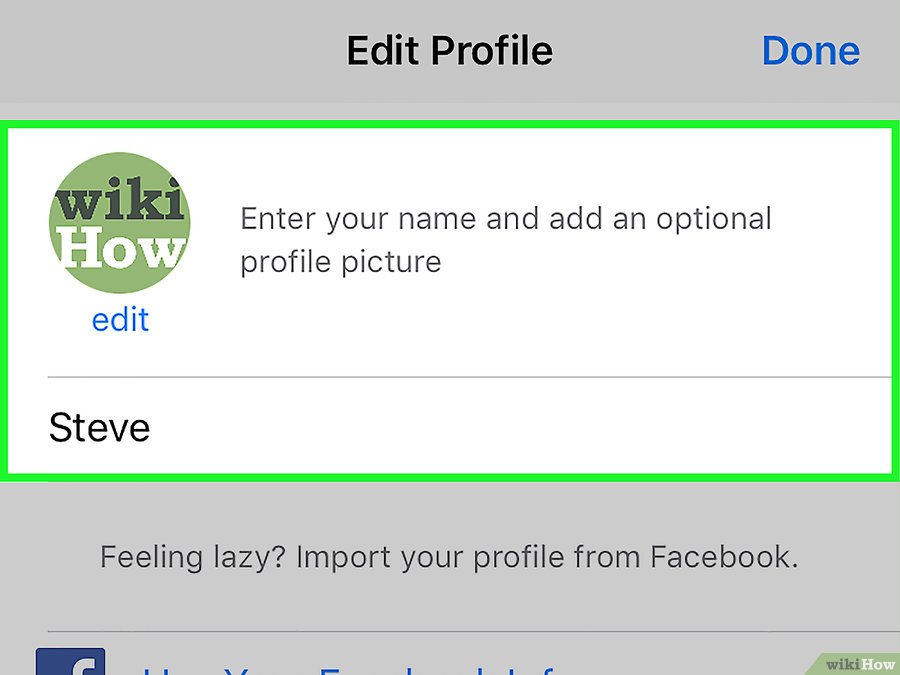 Edit Profile
Done
wiki
How
Enter your name and add an optional
profile picture
edit
Steve
Feeling lazy? Import your profile from Facebook.
wikiHow